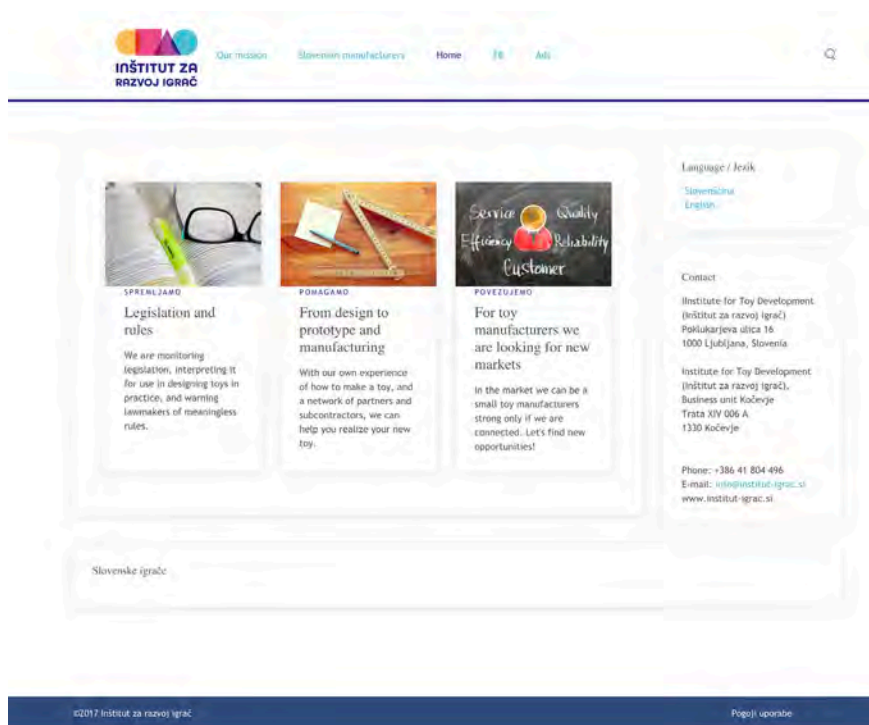 INŠTITUT ZA
RAZVOJ IGRAČ
Our mission
Slovenian manufacturers
Home
FB
Ads
SPREMLJAMO
Legislation and
rules
We are monitoring
legislation, interpreting it
for use in designing toys in
practice, and warning
lawmakers of meaningless
rules.
POMAGAMO
From design to
prototype and
manufacturing
With our own experience
of how to make a toy, and
a network of partners and
subcontractors, we can
help you realize your new
toy.
Service Quality
Efficiency Reliability
Customer
POVEZUJEMO
For toy
manufacturers we
are looking for new
markets
In the market we can be a
small toy manufacturers
strong only if we are
connected. Let's find new
opportunities!
Language / Jezik
Slovenščina
English
Contact
IInstitute for Toy Development
(Inštitut za razvoj igrač)
Poklukarjeva ulica 16
1000 Ljubljana, Slovenia
Institute for Toy Development
(Inštitut za razvoj igrač),
Business unit Kočevje
Trata XIV 006 A
1330 Kočevje
Phone: +386 41 804 496
E-mail: info@institut-igrac.si
www.institut-igrac.si
Slovenske igrače
©2017 Inštitut za razvoj igrač
Pogoji uporabe